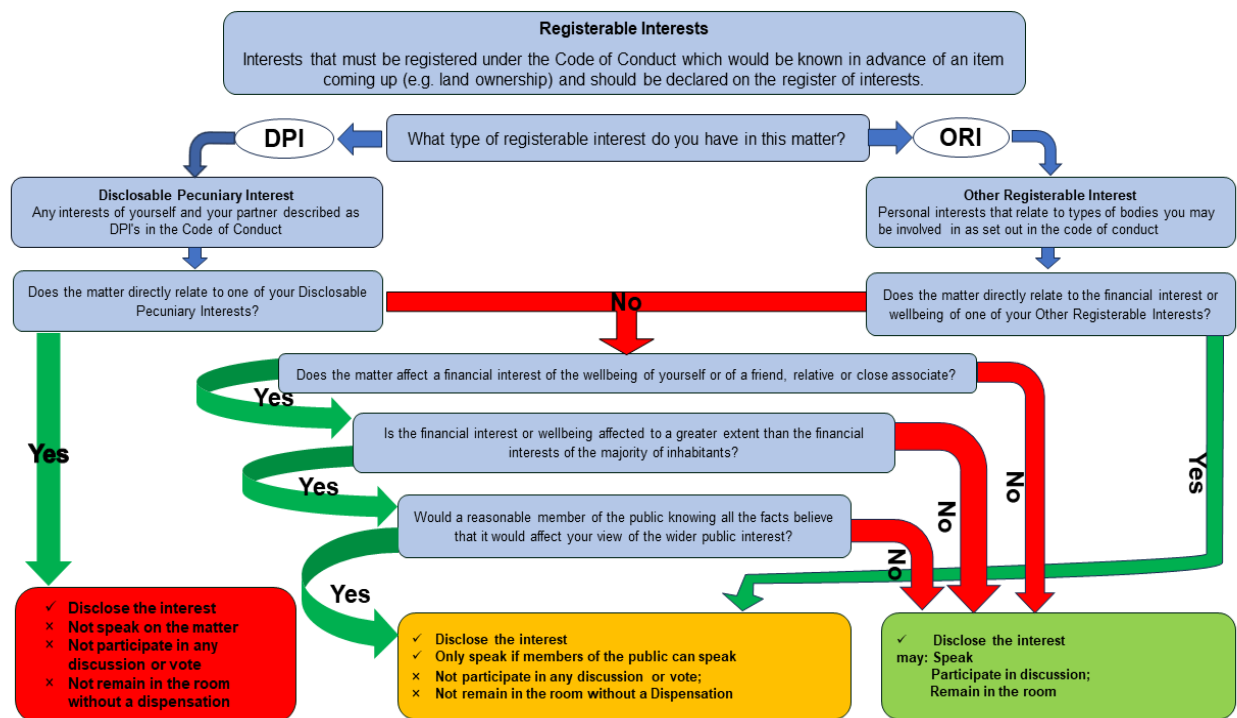 Registerable Interests
Interests that must be registered under the Code of Conduct which would be known in advance of an item
coming up (e.g. land ownership) and should be declared on the register of interests.
DPI
What type of registerable interest do you have in this matter?
ORI
Disclosable Pecuniary Interest
Any interests of yourself and your partner described as
DPI's in the Code of Conduct
Other Registerable Interest
Personal interests that relate to types of bodies you may
be involved in as set out in the code of conduct
Does the matter directly relate to one of your Disclosable
Pecuniary Interests?
No
Does the matter directly relate to the financial interest or
wellbeing of one of your Other Registerable Interests?
Does the matter affect a financial interest of the wellbeing of yourself or of a friend, relative or close associate?
Yes
Is the financial interest or wellbeing affected to a greater extent than the financial
interests of the majority of inhabitants?
Yes
Yes
No
No
Yes
Would a reasonable member of the public knowing all the facts believe
that it would affect your view of the wider public interest?
No
Yes
✓ Disclose the interest
× Not speak on the matter
× Not participate in any
discussion or vote
× Not remain in the room
without a dispensation
✓ Disclose the interest
✓ Only speak if members of the public can speak
× Not participate in any discussion or vote;
× Not remain in the room without a Dispensation
✓ Disclose the interest
may: Speak
Participate in discussion;
Remain in the room